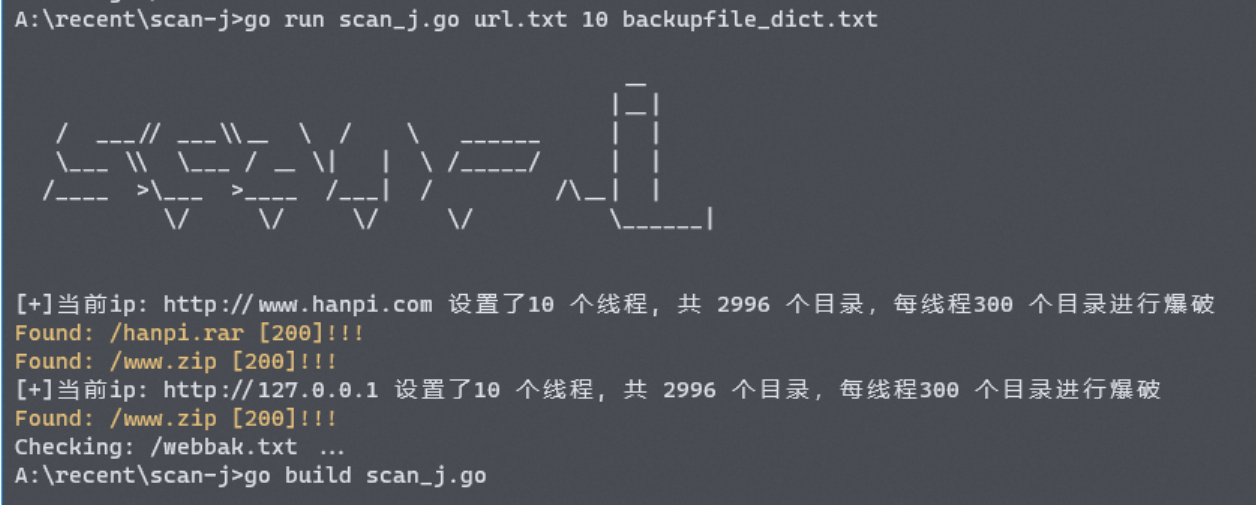 A:\recent\scan-j>go run scan_j.go url.txt 10 backupfile_dict.txt
[+]当前ip: http://www.hanpi.com 设置了10 个线程, 共 2996 个目录, 每线程300 个目录进行爆破
Found: /hanpi.rar [200]!!!
Found: /www.zip [200]!!!
[+]当前ip: http://127.0.0.1 设置了10 个线程, 共 2996 个目录, 每线程300 个目录进行爆破
Found: /www.zip [200]!!!
Checking: /webbak.txt ...
A:\recent\scan-j>go build scan_j.go